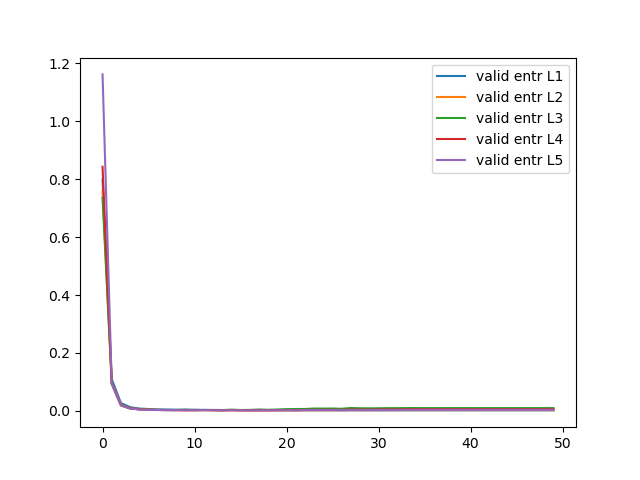 1.2
1.0
0.8
0.6
0.4
0.2
0.0
0 10 20 30 40 50
valid entr L1
valid entr L2
valid entr L3
valid entr L4
valid entr L5